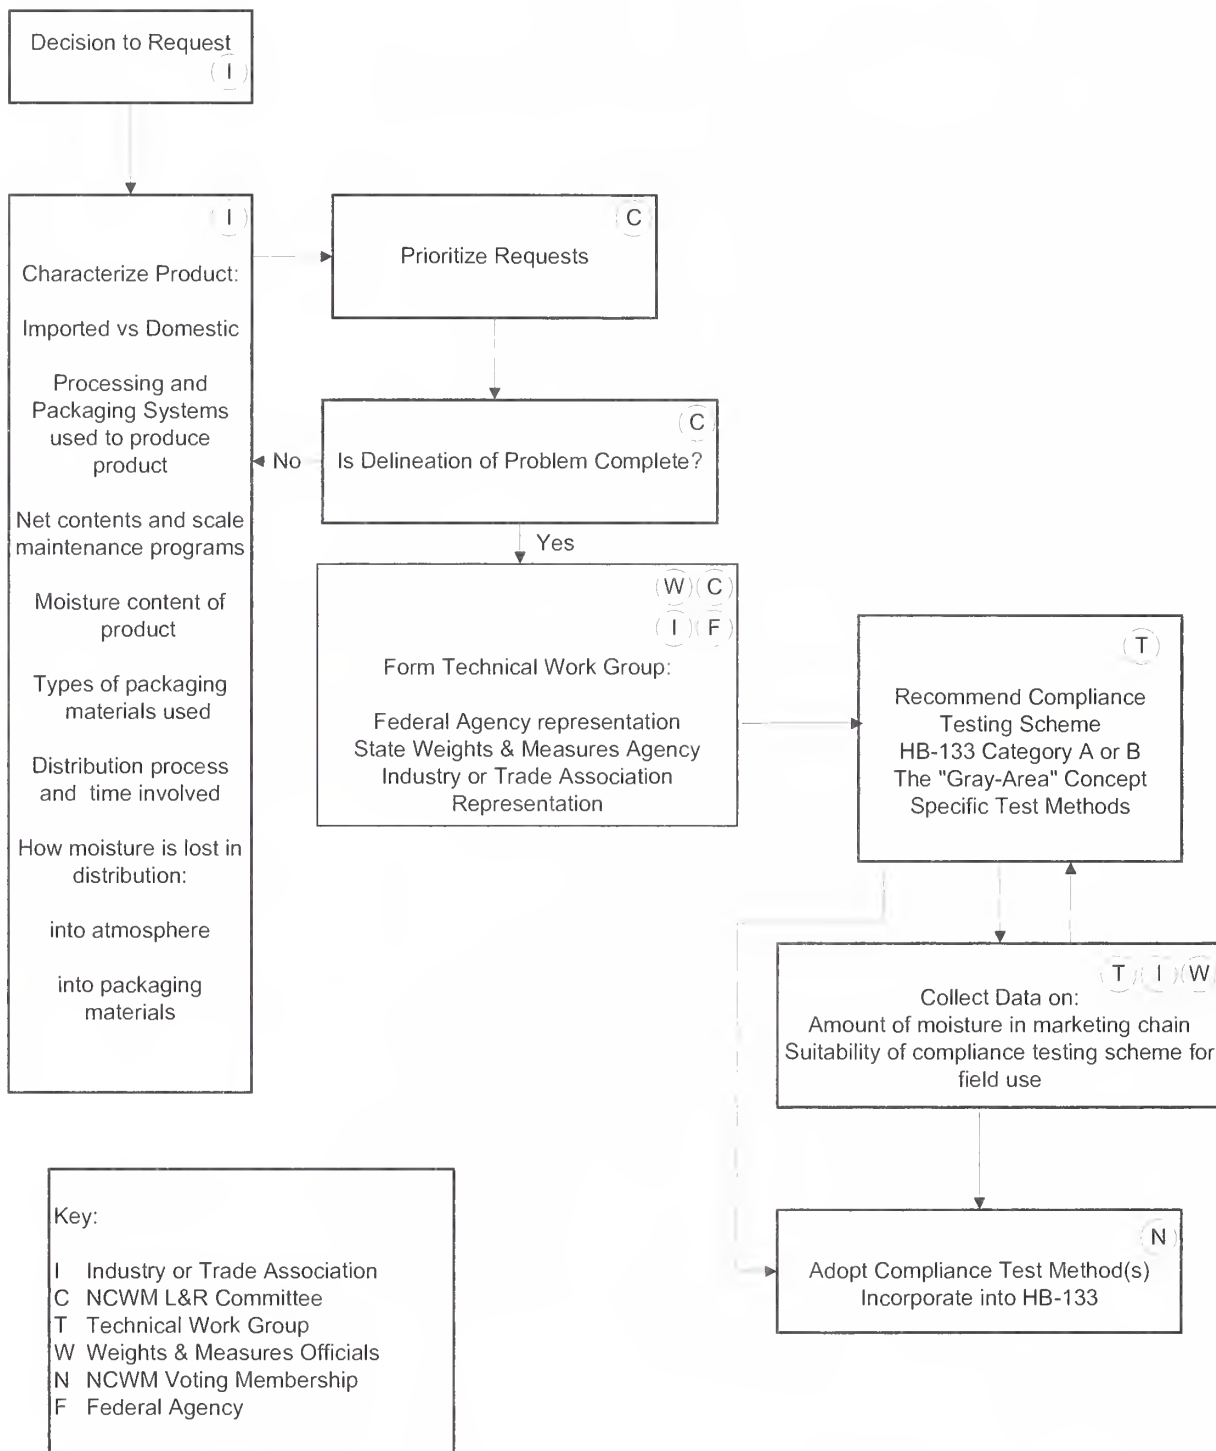 Decision to Request
I
I
Characterize Product:
Imported vs Domestic
Processing and
Packaging Systems
used to produce
product
Net contents and scale
maintenance programs
Moisture content of
product
Types of packaging
materials used
Distribution process
and time involved
How moisture is lost in
distribution:
into atmosphere
into packaging
materials
C
Prioritize Requests
C
Is Delineation of Problem Complete?
No
Yes
W C
I F
Form Technical Work Group:
Federal Agency representation
State Weights & Measures Agency
Industry or Trade Association
Representation
T
Recommend Compliance
Testing Scheme
HB-133 Category A or B
The "Gray-Area" Concept
Specific Test Methods
T I W
Collect Data on:
Amount of moisture in marketing chain
Suitability of compliance testing scheme for
field use
N
Adopt Compliance Test Method(s)
Incorporate into HB-133
Key:
I Industry or Trade Association
C NCWM L&R Committee
T Technical Work Group
W Weights & Measures Officials
N NCWM Voting Membership
F Federal Agency